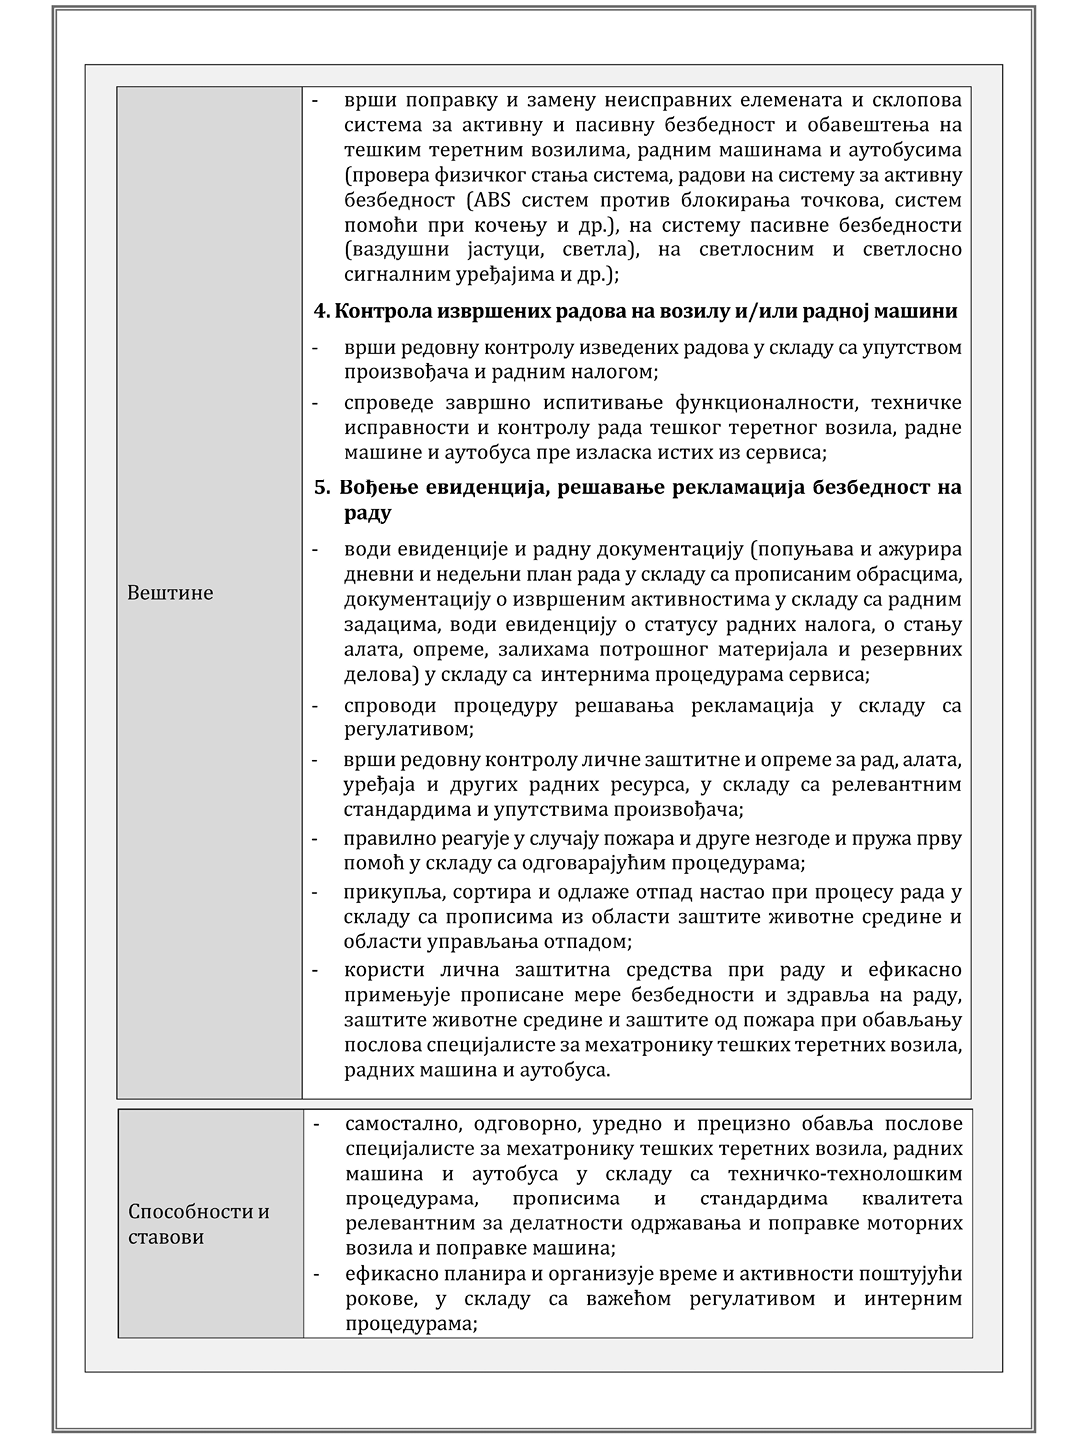 - врши поправку и замену неисправних елемената и склопова
система за активну и пасивну безбедност и обавештења на
тешким теретним возилима, радним машинама и аутобусима
(провера физичког стања система, радови на систему за активну
безбедност (ABS систем против блокирања точкова, систем
помоћи при кочењу и др.), на систему пасивне безбедности
(ваздушни јастуци, светла), на светлосним и светлосно
сигналним уређајима и др.);
4. Контрола извршених радова на возилу и/или радној машини
- врши редовну контролу изведених радова у складу са упутством
произвођача и радним налогом;
- спроведе завршно испитивање функционалности, техничке
исправности и контролу рада тешког теретног возила, радне
машине и аутобуса пре изласка истих из сервиса;
5. Вођење евиденција, решавање рекламација безбедност на
раду
- води евиденције и радну документацију (попуњава и ажурира
дневни и недељни план рада у складу са прописаним обрасцима,
Вештине
документацију о извршеним активностима у складу са радним
задацима, води евиденцију о статусу радних налога, о стању
алата, опреме, залихама потрошног материјала и резервних
делова) у складу са интернима процедурама сервиса;
- спроводи процедуру решавања рекламација у складу са
регулативом;
- врши редовну контролу личне заштитне и опреме за рад, алата,
уређаја и других радних ресурса, у складу са релевантним
стандардима и упутствима произвођача;
- правилно реагује у случају пожара и друге незгоде и пружа прву
помоћ у складу са одговарајућим процедурама;
- прикупља, сортира и одлаже отпад настао при процесу рада у
складу са прописима из области заштите животне средине и
области управљања отпадом;
- користи лична заштитна средства при раду и ефикасно
примењује прописане мере безбедности и здравља на раду,
заштите животне средине и заштите од пожара при обављању
послова специјалисте за мехатронику тешких теретних возила,
радних машина и аутобуса.
Способности и
ставови
- самостално, одговорно, уредно и прецизно обавља послове
специјалисте за мехатронику тешких теретних возила, радних
машина и аутобуса у складу са техничко-технолошким
процедурама, прописима и стандардима квалитета
релевантним за делатности одржавања и поправке моторних
возила и поправке машина;
- ефикасно планира и организује време и активности поштујући
рокове, у складу са важећом регулативом и интерним
процедурама;